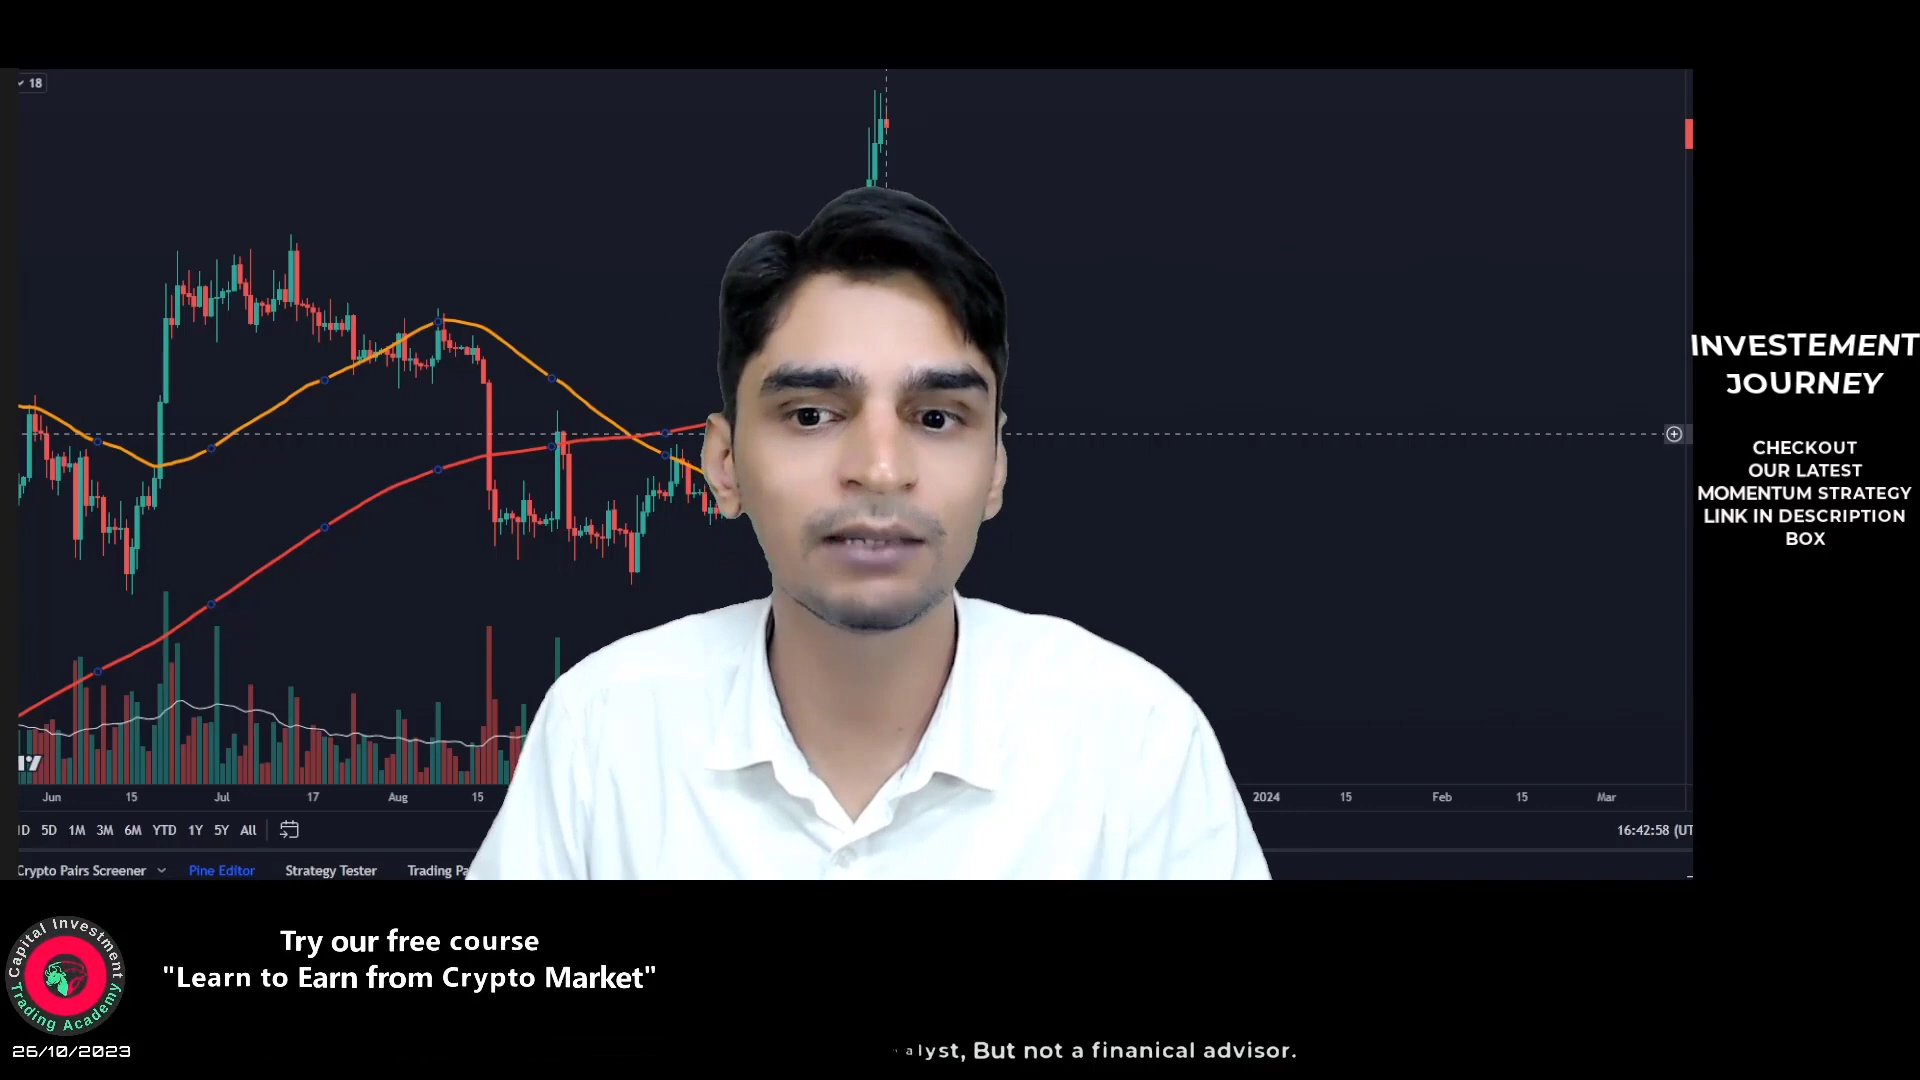 18
INVESTEMENT
JOURNEY
CHECKOUT
OUR LATEST
MOMENTUM STRATEGY
LINK IN DESCRIPTION
BOX
Jun 15 Jul 17 Aug 15 2024 15 Feb 15 Mar
5D 1M 3M 6M YTD 1Y 5Y All
16:42:58 (UT
Crypto Pairs Screener Pine Editor Strategy Tester Trading Pa
Capital Investment
Trading Academy
Try our free course
"Learn to Earn from Crypto Market"
26/10/2023
alyst, But not a finanical advisor.